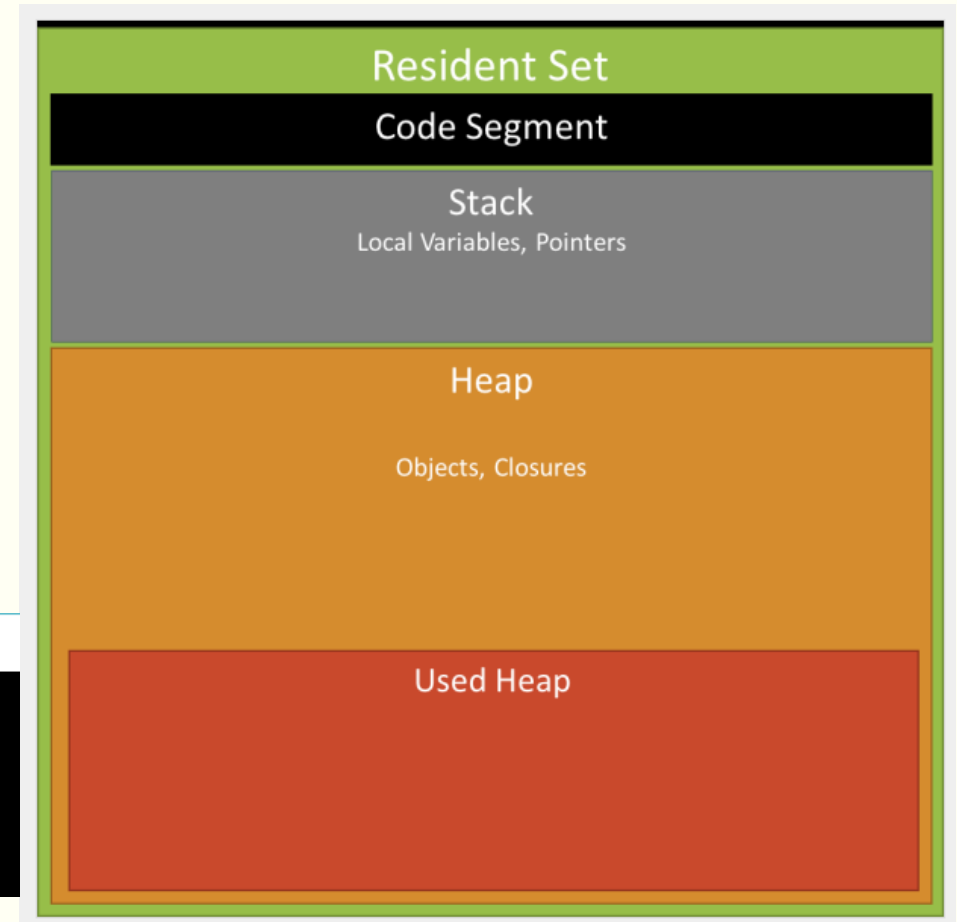 Resident Set
Code Segment
Stack
Local Variables, Pointers
Heap
Objects, Closures
Used Heap